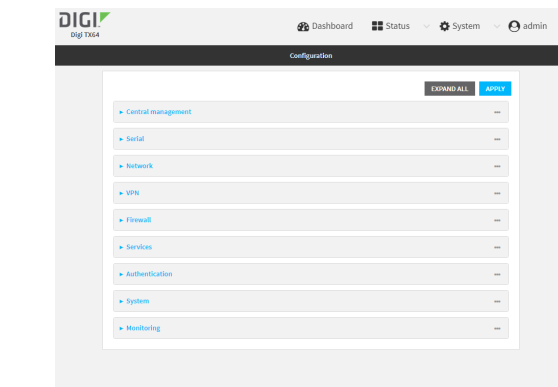 DIGI
Digi TX64
Dashboard Status System admin
Configuration
EXPAND ALL APPLY
Central management
Serial
Network
VPN
Firewall
Services
Authentication
System
Monitoring